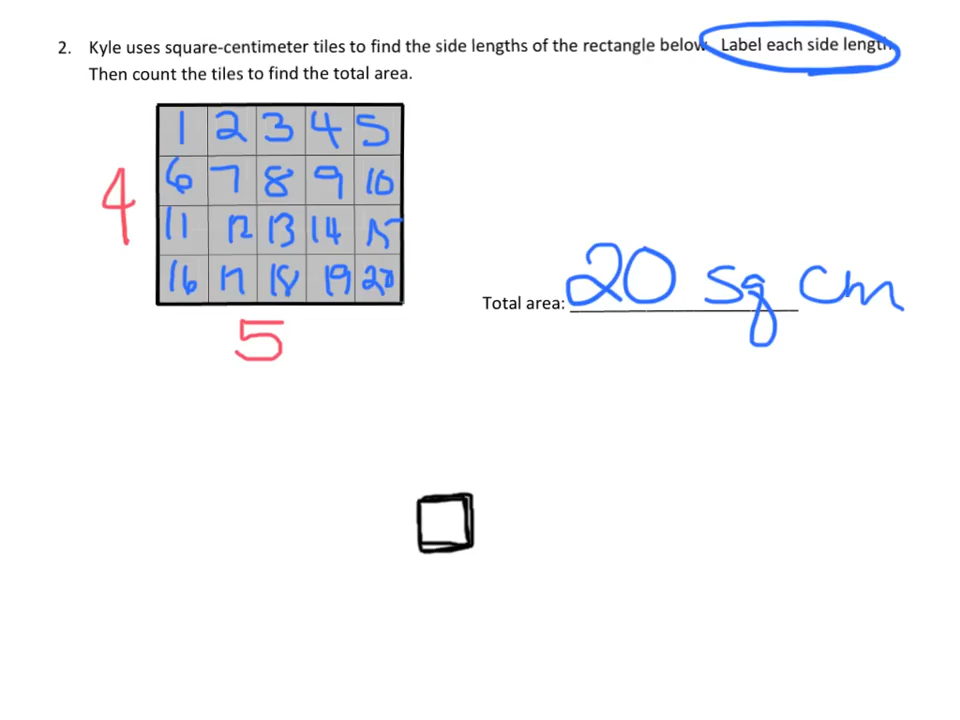 2. Kyle uses square-centimeter tiles to find the side lengths of the rectangle below. Label each side length.
Then count the tiles to find the total area.
1 2 3 4 5
4
6 7 8 9 10
11 12 13 14 15
16 17 18 19 20
5
Total area: 20 sq cm